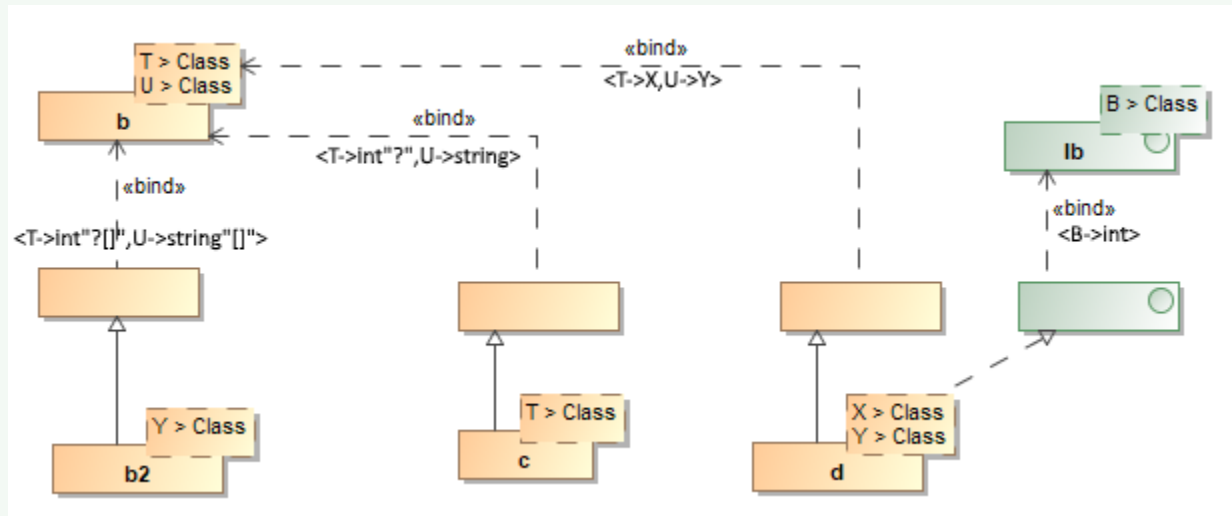 T > Class
U > Class
b
«bind»
<T->X,U->Y>
B > Class
Ib
«bind»
<T->int"?",U->string>
«bind»
<T->int"?[]",U->string"[]">
«bind»
<B->int>
Y > Class
b2
T > Class
c
X > Class
Y > Class
d